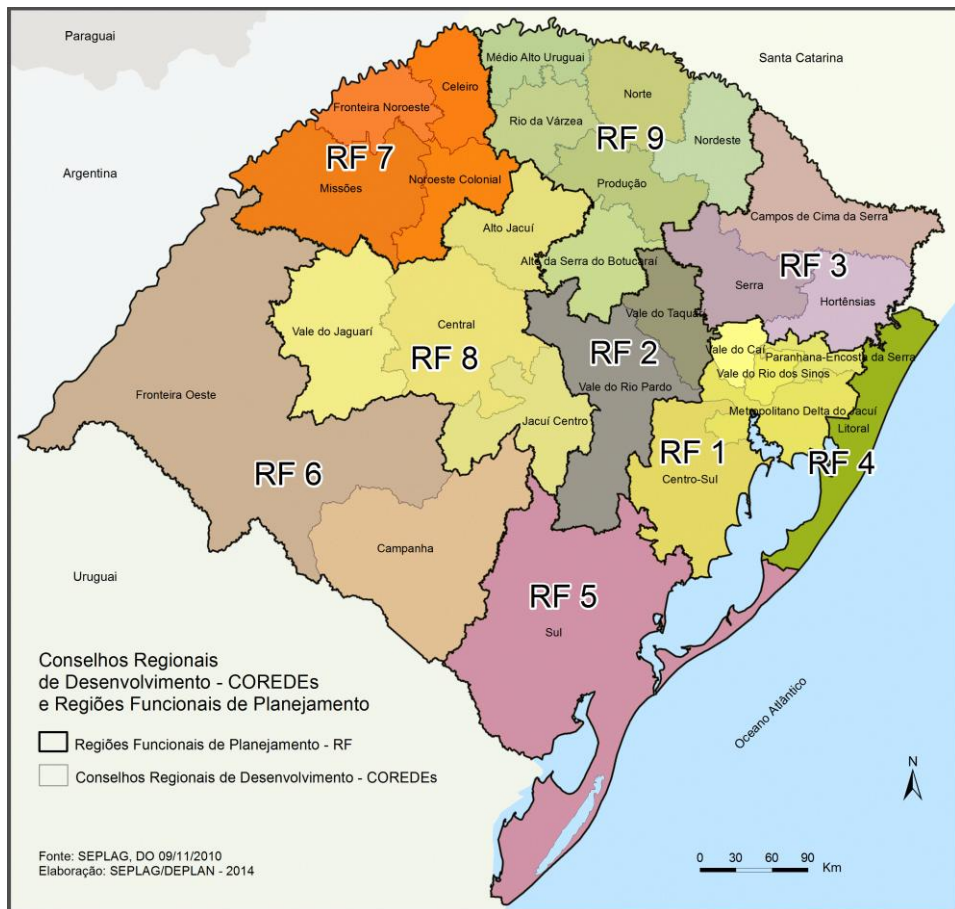 Paraguai
Santa Catarina
Argentina
Uruguai
Médio Alto Uruguai
Celeiro
Norte
Fronteira Noroeste
Rio da Várzea
Nordeste
RF 9
RF 7
Noroeste Colonial
Missões
Produção
Campos de Cima da Serra
Alto Jacuí
Alto da Serra do Botucaraí
RF 3
Serra
Hortênsias
Vale do Taquari
Vale do Jaguarí
Central
RF 8
RF 2
Vale do Caí
Paranhana-Encosta da Serra
Vale do Rio dos Sinos
Fronteira Oeste
Vale do Rio Pardo
Metropolitano Delta do Jacuí
Jacuí Centro
Litoral
RF 1
RF 4
RF 6
Centro-Sul
Campanha
RF 5
Sul
Oceano Atlântico
Conselhos Regionais
de Desenvolvimento - COREDEs
e Regiões Funcionais de Planejamento
Regiões Funcionais de Planejamento - RF
Conselhos Regionais de Desenvolvimento - COREDEs
Fonte: SEPLAG, DO 09/11/2010
Elaboração: SEPLAG/DEPLAN - 2014
N
0 30 60 90
Km